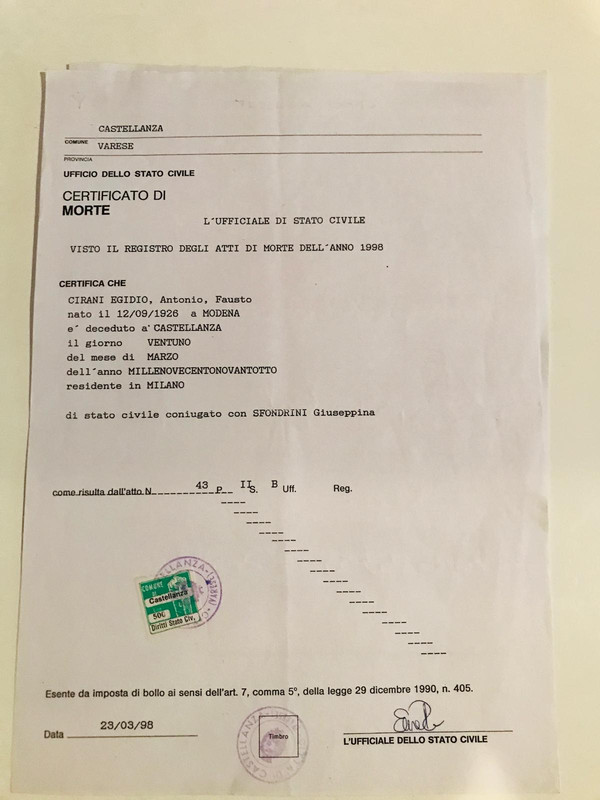 CASTELLANZA
COMUNE
VARESE
PROVINCIA
UFFICIO DELLO STATO CIVILE
CERTIFICATO DI
MORTE
L´UFFICIALE DI STATO CIVILE
VISTO IL REGISTRO DEGLI ATTI DI MORTE DELL´ANNO 1998
CERTIFICA CHE
CIRANI EGIDIO, Antonio, Fausto
nato il 12/09/1926 a MODENA
e´ deceduto a´ CASTELLANZA
il giorno VENTUNO
del mese di MARZO
dell´anno MILLENOVECENTONOVANTOTTO
residente in MILANO
di stato civile coniugato con SFONDRINI Giuseppina
come risulta dall'atto N. 43 P. II S. B Uff. Reg.
COMUNE DI
Castellanza
500 L.
Diritti Stato Civ.
Esente da imposta di bollo ai sensi dell'art. 7, comma 5°, della legge 29 dicembre 1990, n. 405.
Data 23/03/98
Timbro
L'UFFICIALE DELLO STATO CIVILE